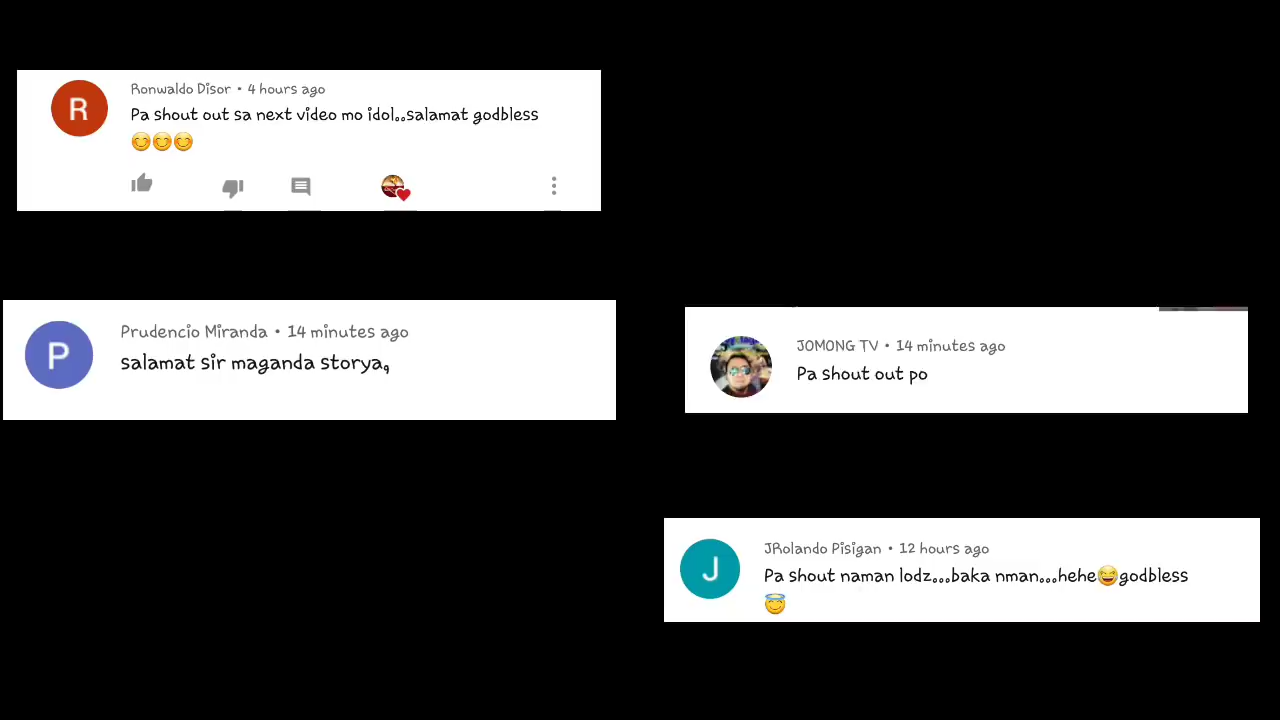 R
Ronwaldo Disor • 4 hours ago
Pa shout out sa next video mo idol..salamat godbless
😊😊😊
P
Prudencio Miranda • 14 minutes ago
salamat sir maganda storya,
JOMONG TV • 14 minutes ago
Pa shout out po
J
JRolando Pisigan • 12 hours ago
Pa shout naman lodz...baka nman...hehe😆godbless
😇